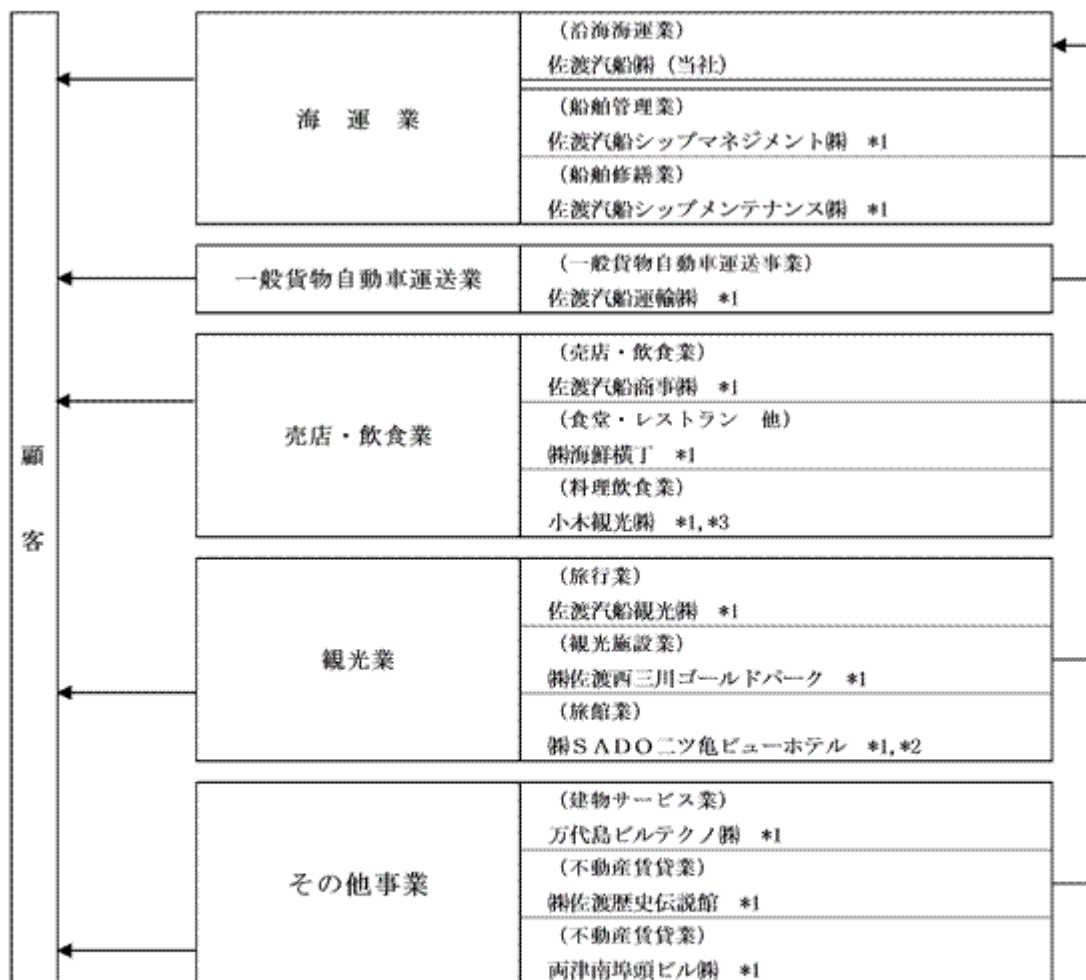 顧客
海運業
(沿海海運業)
佐渡汽船㈱(当社)
(船舶管理業)
佐渡汽船シップマネジメント㈱ *1
(船舶修繕業)
佐渡汽船シップメンテナンス㈱ *1
一般貨物自動車運送業
(一般貨物自動車運送事業)
佐渡汽船運輸㈱ *1
売店・飲食業
(売店・飲食業)
佐渡汽船商事㈱ *1
(食堂・レストラン 他)
㈱海鮮横丁 *1
(料理飲食業)
小木観光㈱ *1,*3
観光業
(旅行業)
佐渡汽船観光㈱ *1
(観光施設業)
㈱佐渡西三川ゴールドパーク *1
(旅館業)
㈱SADO二ツ亀ビューホテル *1,*2
その他事業
(建物サービス業)
万代島ビルテクノ㈱ *1
(不動産賃貸業)
㈱佐渡歴史伝説館 *1
(不動産賃貸業)
両津南埠頭ビル㈱ *1